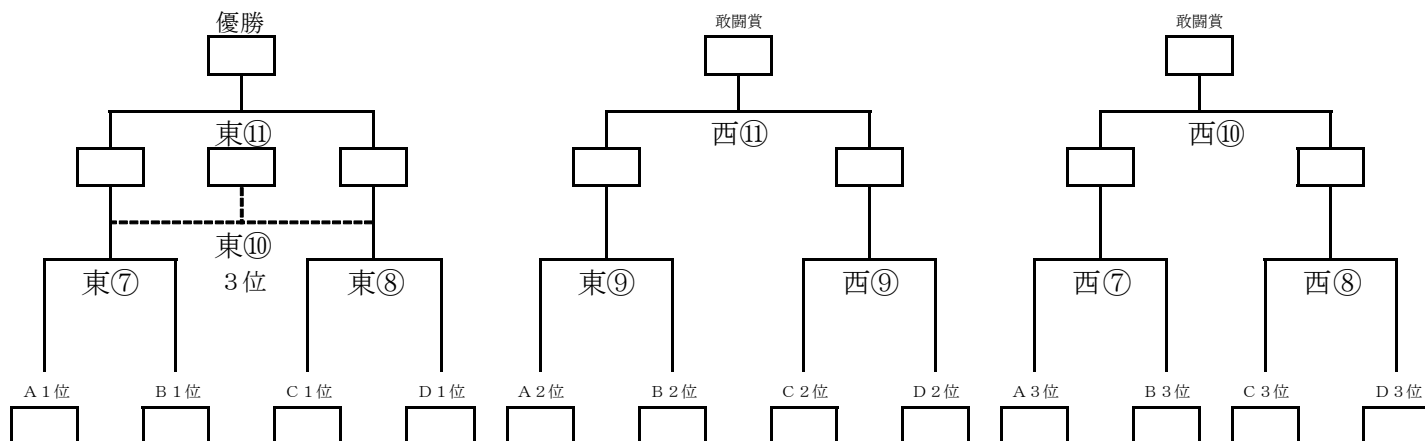 優勝 敢闘賞 敢闘賞
東⑪ 西⑪ 西⑩
東⑩
東⑦ 3位 東⑧ 東⑨ 西⑨ 西⑦ 西⑧
A1位 B1位 C1位 D1位 A2位 B2位 C2位 D2位 A3位 B3位 C3位 D3位